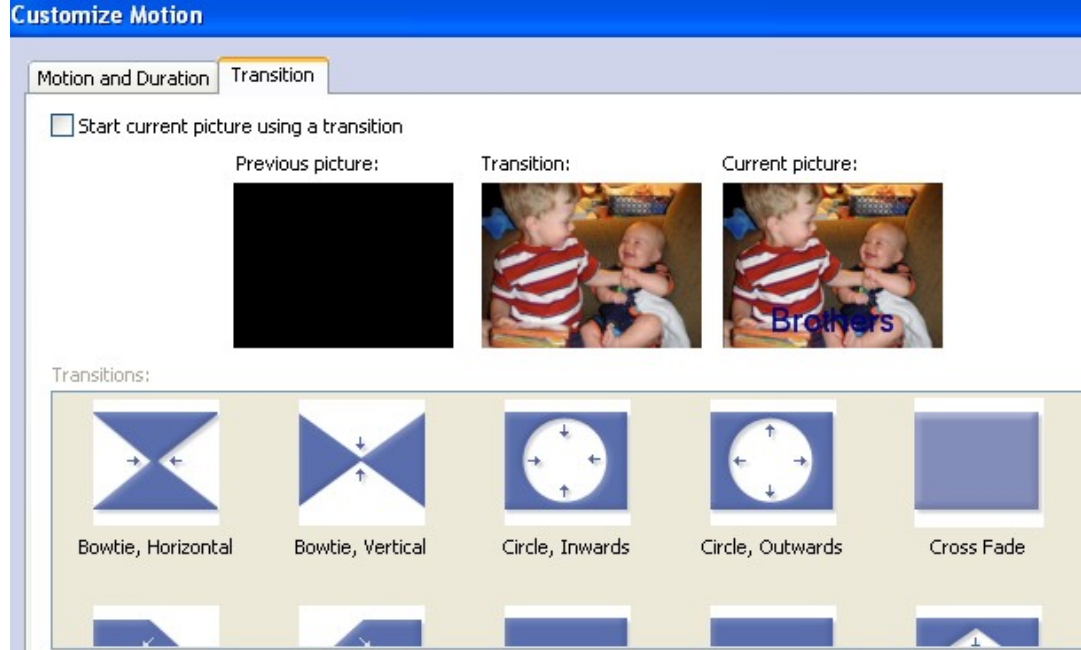 Customize Motion
Motion and Duration Transition
Start current picture using a transition
Previous picture: Transition: Current picture:
Brothers
Transitions:
Bowtie, Horizontal Bowtie, Vertical Circle, Inwards Circle, Outwards Cross Fade